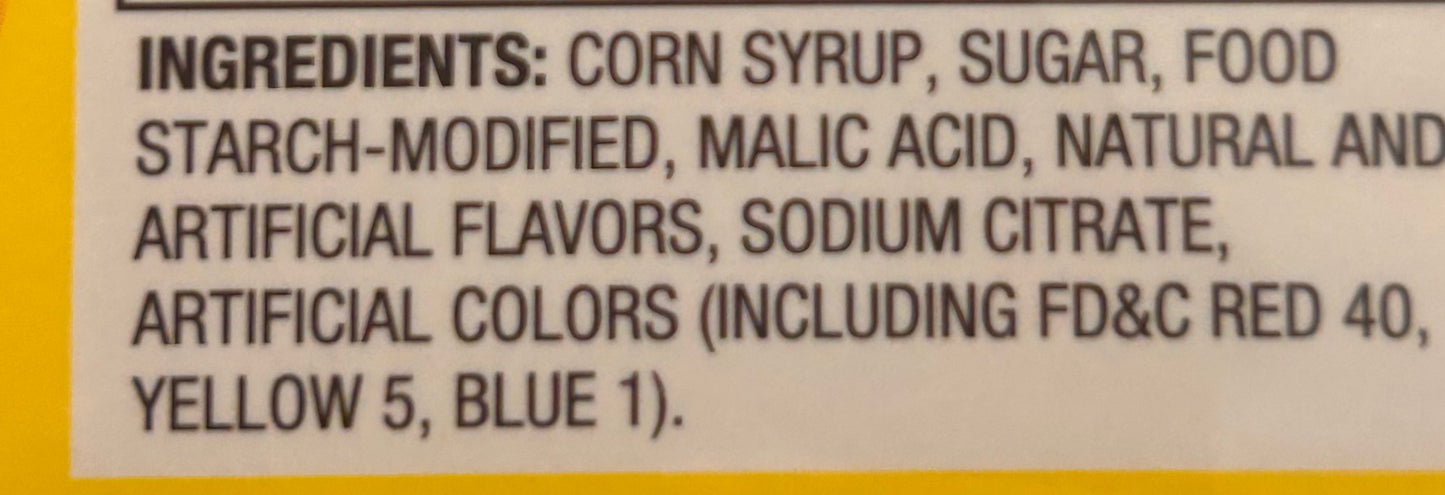 INGREDIENTS: CORN SYRUP, SUGAR, FOOD
STARCH-MODIFIED, MALIC ACID, NATURAL AND
ARTIFICIAL FLAVORS, SODIUM CITRATE,
ARTIFICIAL COLORS (INCLUDING FD&C RED 40,
YELLOW 5, BLUE 1).